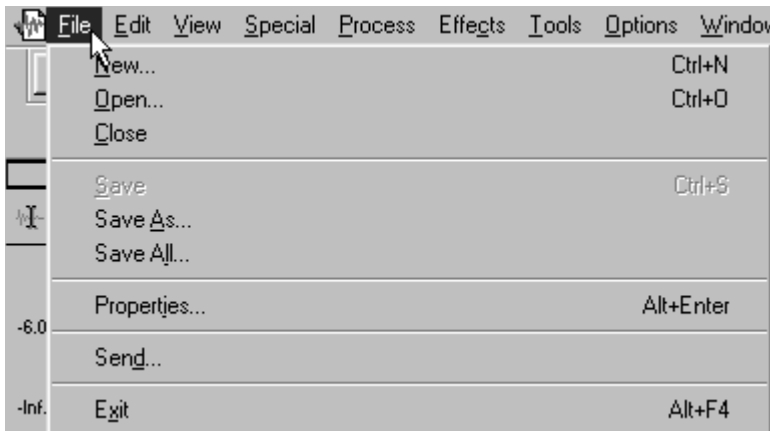 File Edit View Special Process Effects Tools Options Window
New... Ctrl+N
Open... Ctrl+O
Close
Save Ctrl+S
Save As...
Save All...
Properties... Alt+Enter
-6.0
Send...
-Inf. Exit Alt+F4